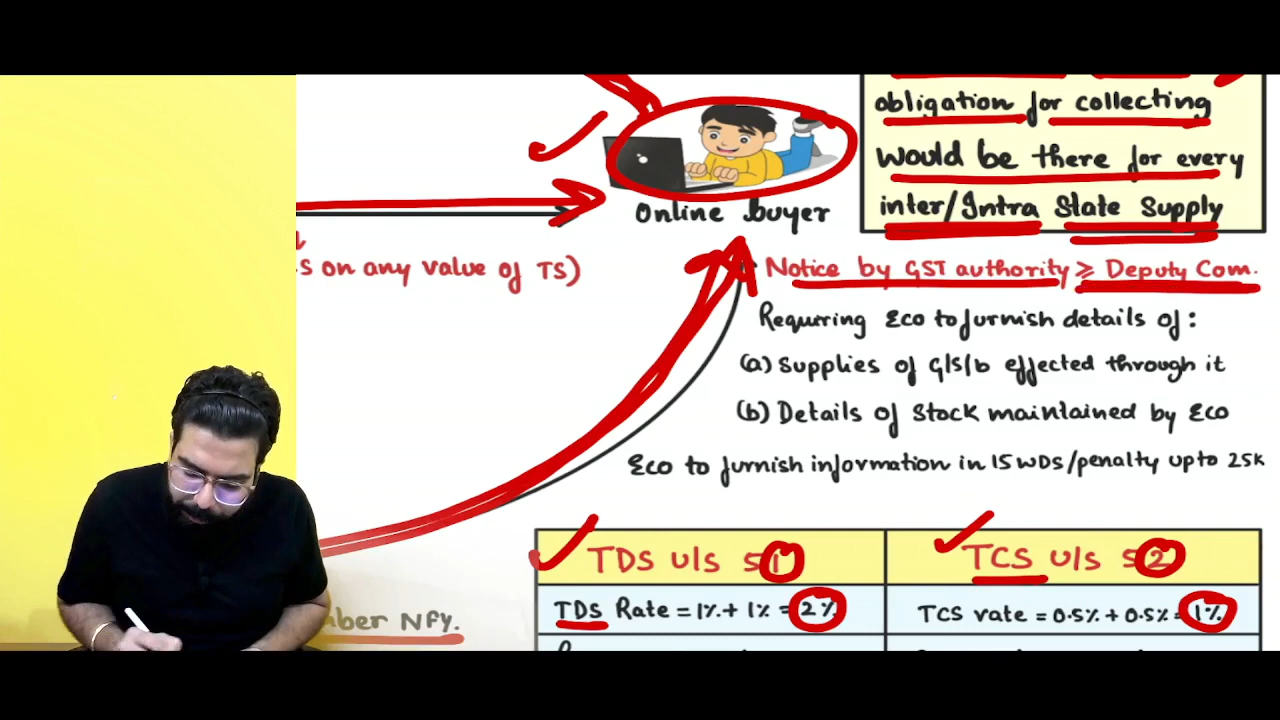 obligation for collecting
would be there for every
inter/Intra State Supply
Online buyer
s on any value of TS)
Notice by GST authority ≥ Deputy Com.
Requiring Eco to furnish details of:
(a) Supplies of G/S/b effected through it
(b) Details of Stock maintained by Eco
Eco to furnish information in 15 WDs/penalty upto 25K
TDS u/s 51
TCS u/s 52
TDS Rate = 1% + 1% = 2%
TCS rate = 0.5% + 0.5% = 1%
ber NFY.